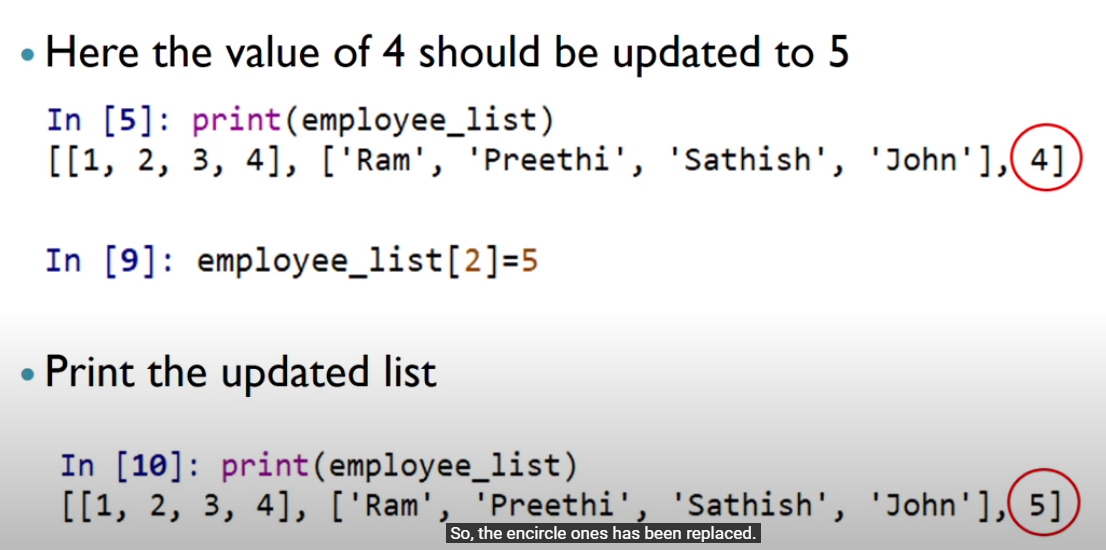 • Here the value of 4 should be updated to 5
In [5]: print(employee_list)
[[1, 2, 3, 4], ['Ram', 'Preethi', 'Sathish', 'John'], 4]
In [9]: employee_list[2]=5
• Print the updated list
In [10]: print(employee_list)
[[1, 2, 3, 4], ['Ram', 'Preethi', 'Sathish', 'John'], 5]
So, the encircle ones has been replaced.